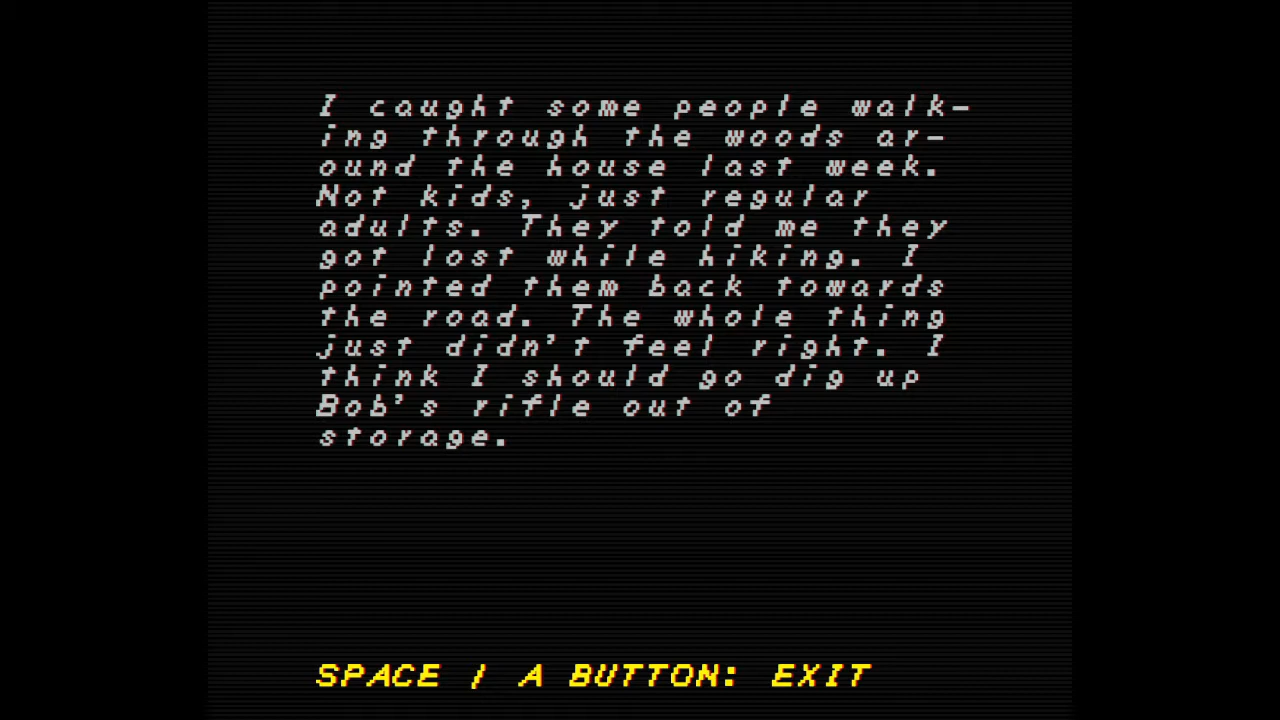 I caught some people walk-
ing through the woods ar-
ound the house last week.
Not kids, just regular
adults. They told me they
got lost while hiking. I
pointed them back towards
the road. The whole thing
just didn't feel right. I
think I should go dig up
Bob's rifle out of
storage.
SPACE / A BUTTON: EXIT